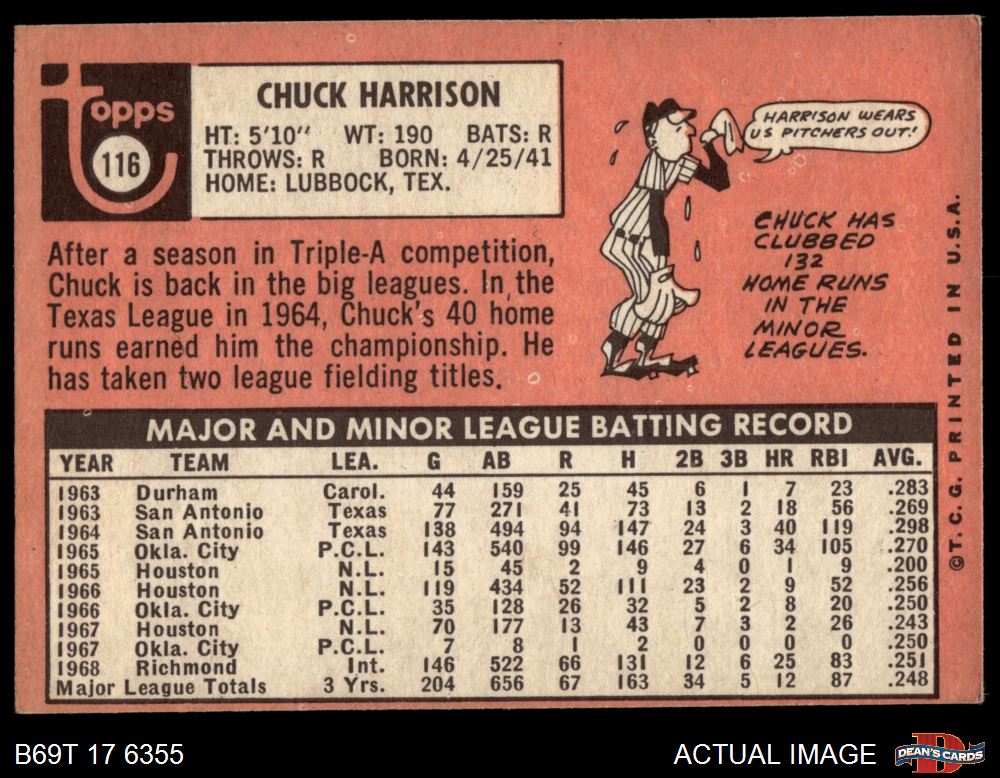 Topps
116
CHUCK HARRISON
HT: 5'10" WT: 190 BATS: R
THROWS: R BORN: 4/25/41
HOME: LUBBOCK, TEX.
HARRISON WEARS
US PITCHERS OUT!
After a season in Triple-A competition,
Chuck is back in the big leagues. In the
Texas League in 1964, Chuck's 40 home
runs earned him the championship. He
has taken two league fielding titles.
CHUCK HAS
CLUBBED
132
HOME RUNS
IN THE
MINOR
LEAGUES.
MAJOR AND MINOR LEAGUE BATTING RECORD
YEAR TEAM LEA. G AB R H 2B 3B HR RBI AVG.
1963 Durham Carol. 44 159 25 45 6 1 7 23 .283
1963 San Antonio Texas 77 271 41 73 13 2 18 56 .269
1964 San Antonio Texas 138 494 94 147 24 3 40 119 .298
1965 Okla. City P.C.L. 143 540 99 146 27 6 34 105 .270
1965 Houston N.L. 15 45 2 9 4 0 1 9 .200
1966 Houston N.L. 119 434 52 111 23 2 9 52 .256
1966 Okla. City P.C.L. 35 128 26 32 5 2 8 20 .250
1967 Houston N.L. 70 177 13 43 7 3 2 26 .243
1967 Okla. City P.C.L. 7 8 1 2 0 0 0 0 .250
1968 Richmond Int. 146 522 66 131 12 6 25 83 .251
Major League Totals 3 Yrs. 204 656 67 163 34 5 12 87 .248
©T.C.G. PRINTED IN U.S.A.
B69T 17 6355
ACTUAL IMAGE
DEAN'S CARDS